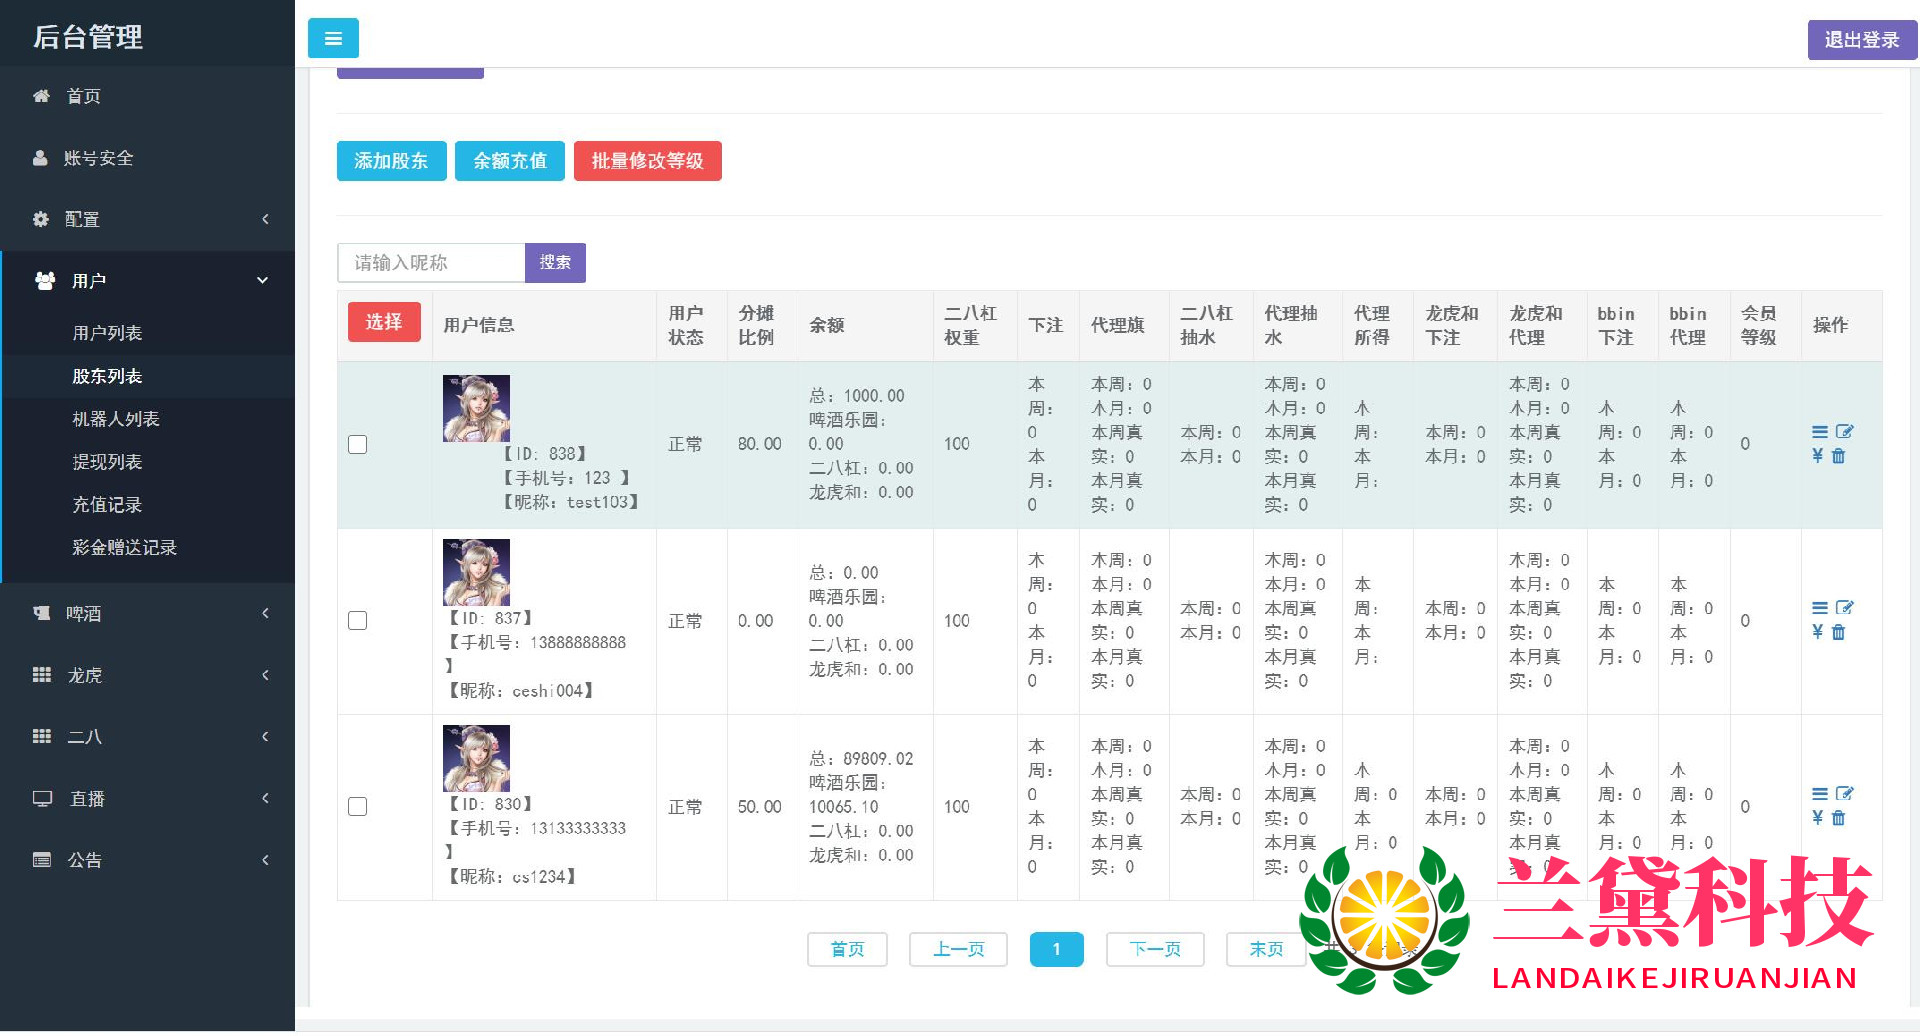 后台管理
退出登录
首页
账号安全
配置
用户
用户列表
股东列表
机器人列表
提现列表
充值记录
彩金赠送记录
啤酒
龙虎
二八
直播
公告
添加股东 余额充值 批量修改等级
请输入昵称 搜索
选择 用户信息 用户状态 分摊比例 余额 二八杠权重 下注 代理旗 二八杠抽水 代理抽水 代理所得 龙虎和下注 龙虎和代理 bbin下注 bbin代理 会员等级 操作
【ID: 838】
【手机号: 123 】
【昵称: test103】
正常
80.00
总: 1000.00
啤酒乐园:
0.00
二八杠: 0.00
龙虎和: 0.00
100
本周: 0
本月: 0
本周: 0
本月: 0
本周真实: 0
本月真实: 0
本周: 0
本月: 0
本周: 0
本月: 0
本周真实: 0
本月真实: 0
本周:
本月:
本周: 0
本月: 0
本周: 0
本月: 0
本周真实: 0
本月真实: 0
本周: 0
本月: 0
本周: 0
本月: 0
0
¥
【ID: 837】
【手机号: 13888888888
】
【昵称: ceshi004】
正常
0.00
总: 0.00
啤酒乐园:
0.00
二八杠: 0.00
龙虎和: 0.00
100
本周: 0
本月: 0
本周: 0
本月: 0
本周真实: 0
本月真实: 0
本周: 0
本月: 0
本周: 0
本月: 0
本周真实: 0
本月真实: 0
本周:
本月:
本周: 0
本月: 0
本周: 0
本月: 0
本周真实: 0
本月真实: 0
本周: 0
本月: 0
本周: 0
本月: 0
0
¥
【ID: 830】
【手机号: 13133333333
】
【昵称: cs1234】
正常
50.00
总: 89809.02
啤酒乐园:
10065.10
二八杠: 0.00
龙虎和: 0.00
100
本周: 0
本月: 0
本周: 0
本月: 0
本周真实: 0
本月真实: 0
本周: 0
本月: 0
本周: 0
本月: 0
本周真实: 0
本月真实: 0
本周: 0
本月: 0
本周: 0
本月: 0
本周: 0
本月: 0
本周真实: 0
本月真实: 0
本周: 0
本月: 0
本周: 0
本月: 0
0
¥
首页 上一页 1 下一页 末页
兰黛科技
LANDAIKEJIRUANJIAN